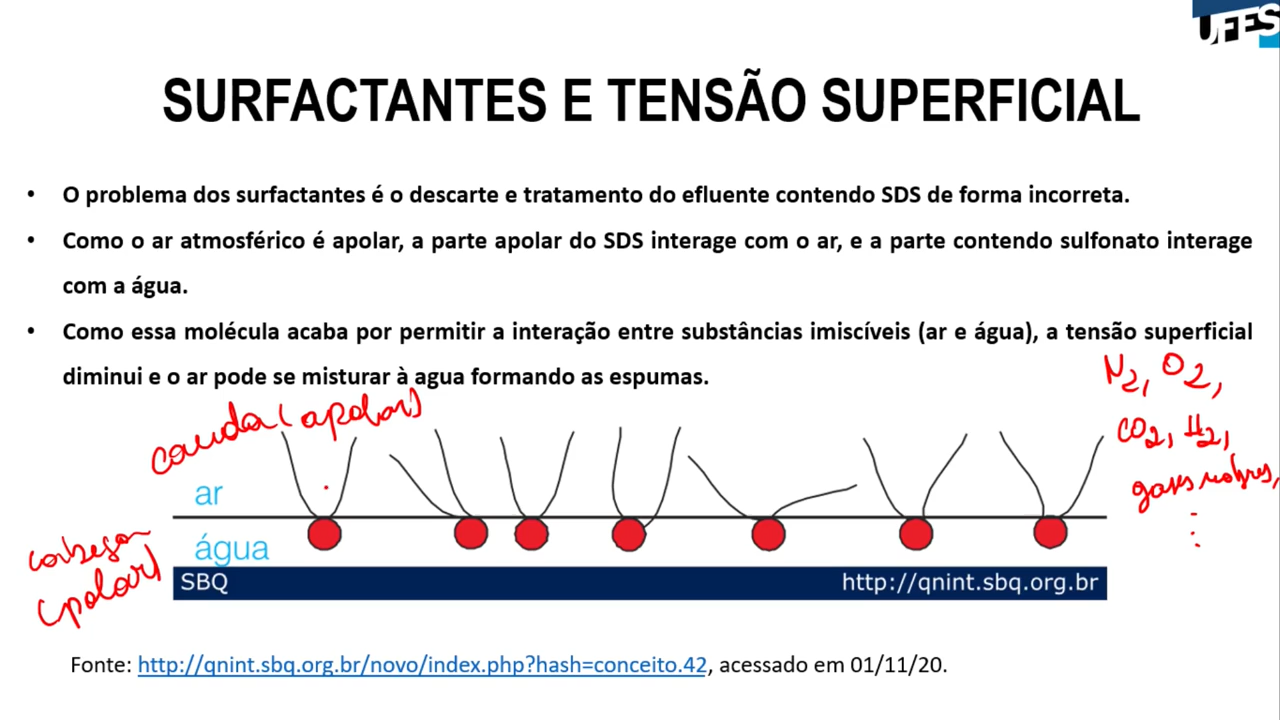 UFES
SURFACTANTES E TENSÃO SUPERFICIAL
• O problema dos surfactantes é o descarte e tratamento do efluente contendo SDS de forma incorreta.
• Como o ar atmosférico é apolar, a parte apolar do SDS interage com o ar, e a parte contendo sulfonato interage
com a água.
• Como essa molécula acaba por permitir a interação entre substâncias imiscíveis (ar e água), a tensão superficial
diminui e o ar pode se misturar à agua formando as espumas.
N2, O2,
CO2, H2,
gases nobres,
cauda (apolar)
ar
cabeça
(polar)
água
SBQ http://qnint.sbq.org.br
Fonte: http://qnint.sbq.org.br/novo/index.php?hash=conceito.42, acessado em 01/11/20.